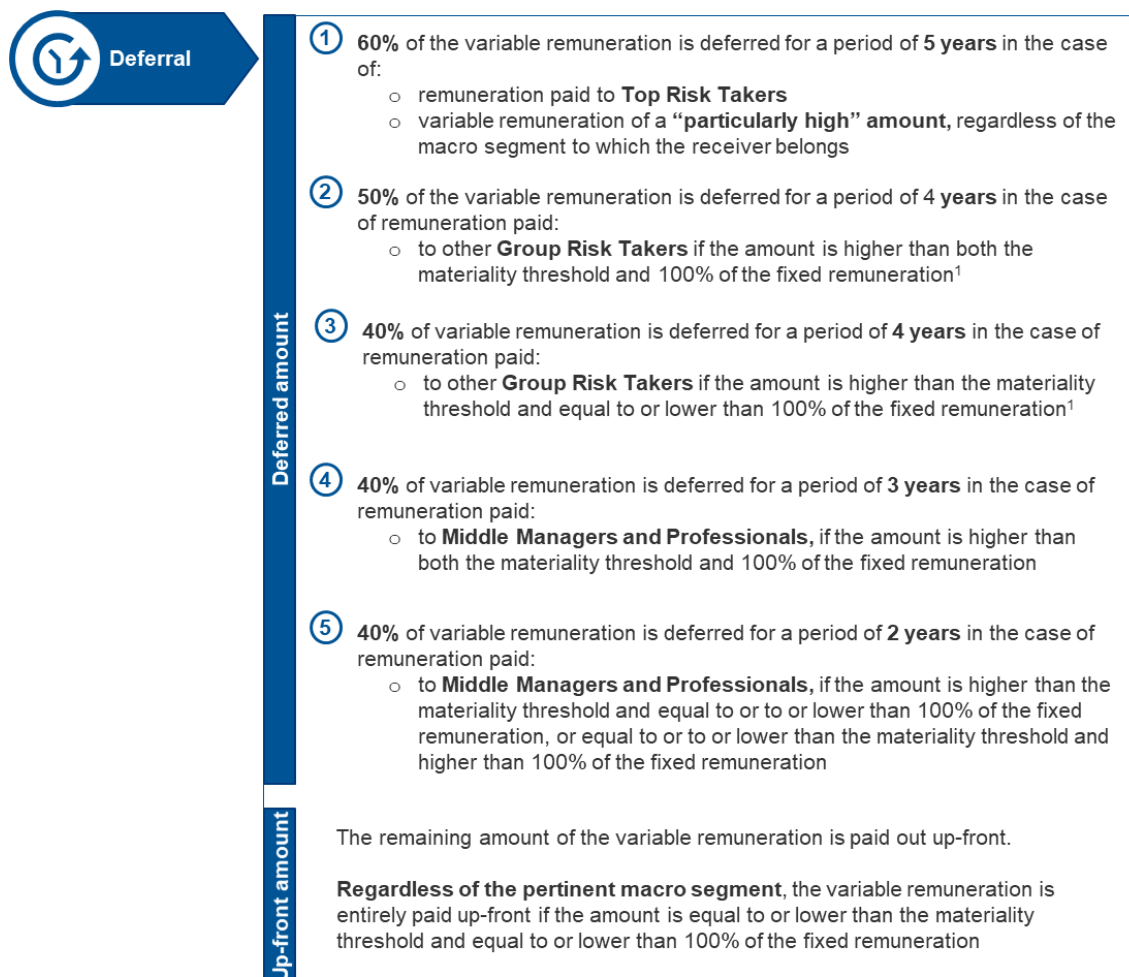 Deferral
Deferred amount
1 60% of the variable remuneration is deferred for a period of 5 years in the case
of:
o remuneration paid to Top Risk Takers
o variable remuneration of a “particularly high” amount, regardless of the
macro segment to which the receiver belongs
2 50% of the variable remuneration is deferred for a period of 4 years in the case
of remuneration paid:
o to other Group Risk Takers if the amount is higher than both the
materiality threshold and 100% of the fixed remuneration¹
3 40% of variable remuneration is deferred for a period of 4 years in the case of
remuneration paid:
o to other Group Risk Takers if the amount is higher than the materiality
threshold and equal to or lower than 100% of the fixed remuneration¹
4 40% of variable remuneration is deferred for a period of 3 years in the case of
remuneration paid:
o to Middle Managers and Professionals, if the amount is higher than
both the materiality threshold and 100% of the fixed remuneration
5 40% of variable remuneration is deferred for a period of 2 years in the case of
remuneration paid:
o to Middle Managers and Professionals, if the amount is higher than the
materiality threshold and equal to or to or lower than 100% of the fixed
remuneration, or equal to or to or lower than the materiality threshold and
higher than 100% of the fixed remuneration
Up-front amount
The remaining amount of the variable remuneration is paid out up-front.
Regardless of the pertinent macro segment, the variable remuneration is
entirely paid up-front if the amount is equal to or lower than the materiality
threshold and equal to or lower than 100% of the fixed remuneration